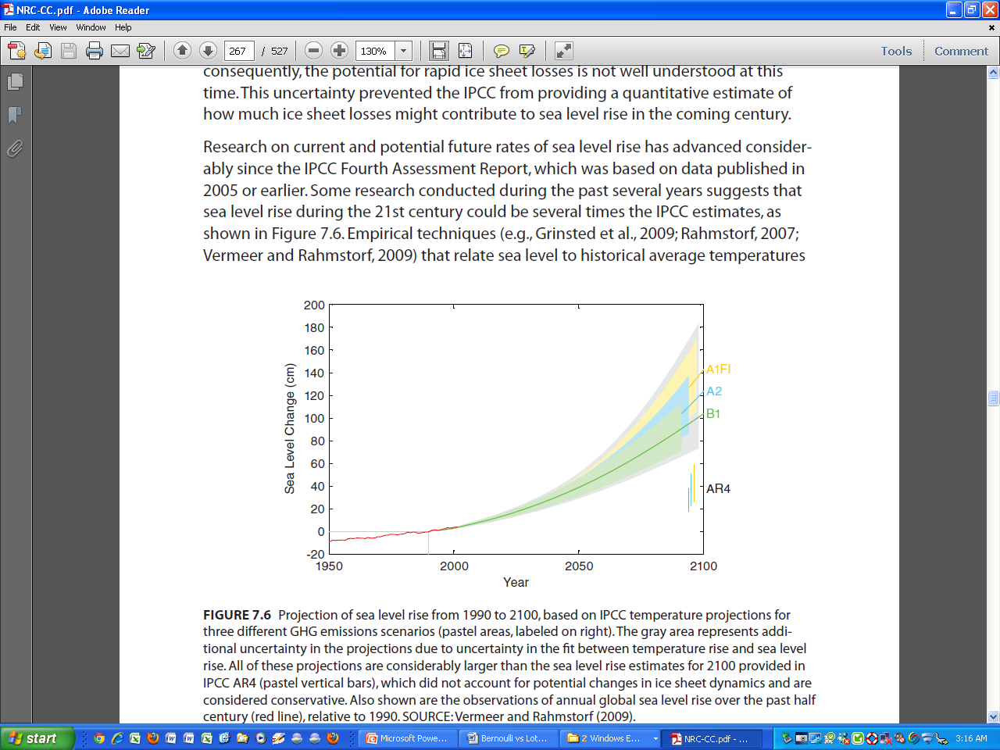 NRC-CC.pdf - Adobe Reader
File Edit View Window Help
267 / 527 130% Tools Comment
consequently, the potential for rapid ice sheet losses is not well understood at this
time. This uncertainty prevented the IPCC from providing a quantitative estimate of
how much ice sheet losses might contribute to sea level rise in the coming century.
Research on current and potential future rates of sea level rise has advanced consider-
ably since the IPCC Fourth Assessment Report, which was based on data published in
2005 or earlier. Some research conducted during the past several years suggests that
sea level rise during the 21st century could be several times the IPCC estimates, as
shown in Figure 7.6. Empirical techniques (e.g., Grinsted et al., 2009; Rahmstorf, 2007;
Vermeer and Rahmstorf, 2009) that relate sea level to historical average temperatures
200
180
160
140
120
100
80
60
40
20
0
-20
Sea Level Change (cm)
A1FI
A2
B1
AR4
1950 2000 2050 2100
Year
FIGURE 7.6 Projection of sea level rise from 1990 to 2100, based on IPCC temperature projections for
three different GHG emissions scenarios (pastel areas, labeled on right). The gray area represents addi-
tional uncertainty in the projections due to uncertainty in the fit between temperature rise and sea level
rise. All of these projections are considerably larger than the sea level rise estimates for 2100 provided in
IPCC AR4 (pastel vertical bars), which did not account for potential changes in ice sheet dynamics and are
considered conservative. Also shown are the observations of annual global sea level rise over the past half
century (red line), relative to 1990. SOURCE: Vermeer and Rahmstorf (2009).
start Microsoft Powe... Bernoulli vs Lot... 2 Windows E... NRC-CC.pdf - ... 3:16 AM